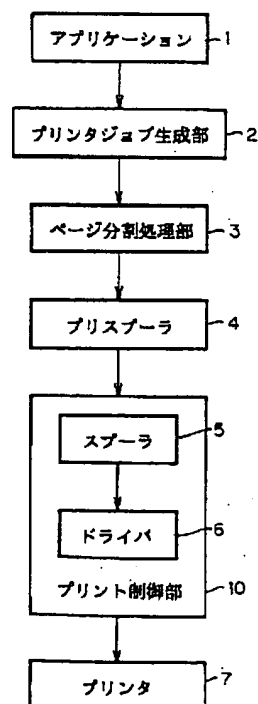 アプリケーション 1
プリンタジョブ生成部 2
ページ分割処理部 3
プリスプーラ 4
スプーラ 5
ドライバ 6
プリント制御部 10
プリンタ 7